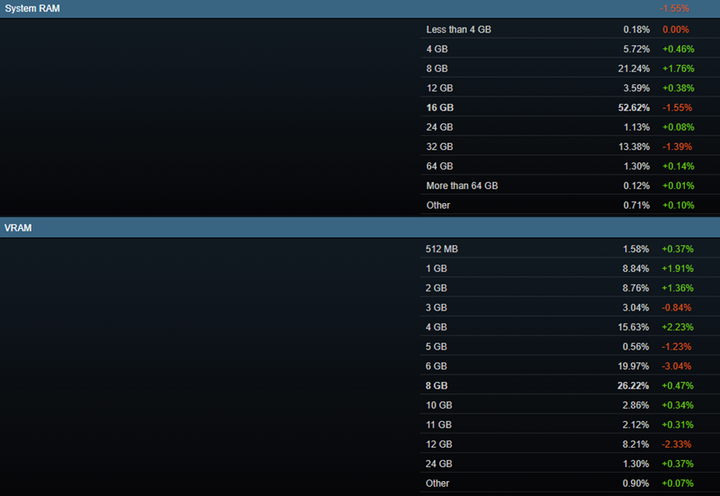 System RAM -1.55%
Less than 4 GB 0.18% 0.00%
4 GB 5.72% +0.46%
8 GB 21.24% +1.76%
12 GB 3.59% +0.38%
16 GB 52.62% -1.55%
24 GB 1.13% +0.08%
32 GB 13.38% -1.39%
64 GB 1.30% +0.14%
More than 64 GB 0.12% +0.01%
Other 0.71% +0.10%
VRAM
512 MB 1.58% +0.37%
1 GB 8.84% +1.91%
2 GB 8.76% +1.36%
3 GB 3.04% -0.84%
4 GB 15.63% +2.23%
5 GB 0.56% -1.23%
6 GB 19.97% -3.04%
8 GB 26.22% +0.47%
10 GB 2.86% +0.34%
11 GB 2.12% +0.31%
12 GB 8.21% -2.33%
24 GB 1.30% +0.37%
Other 0.90% +0.07%